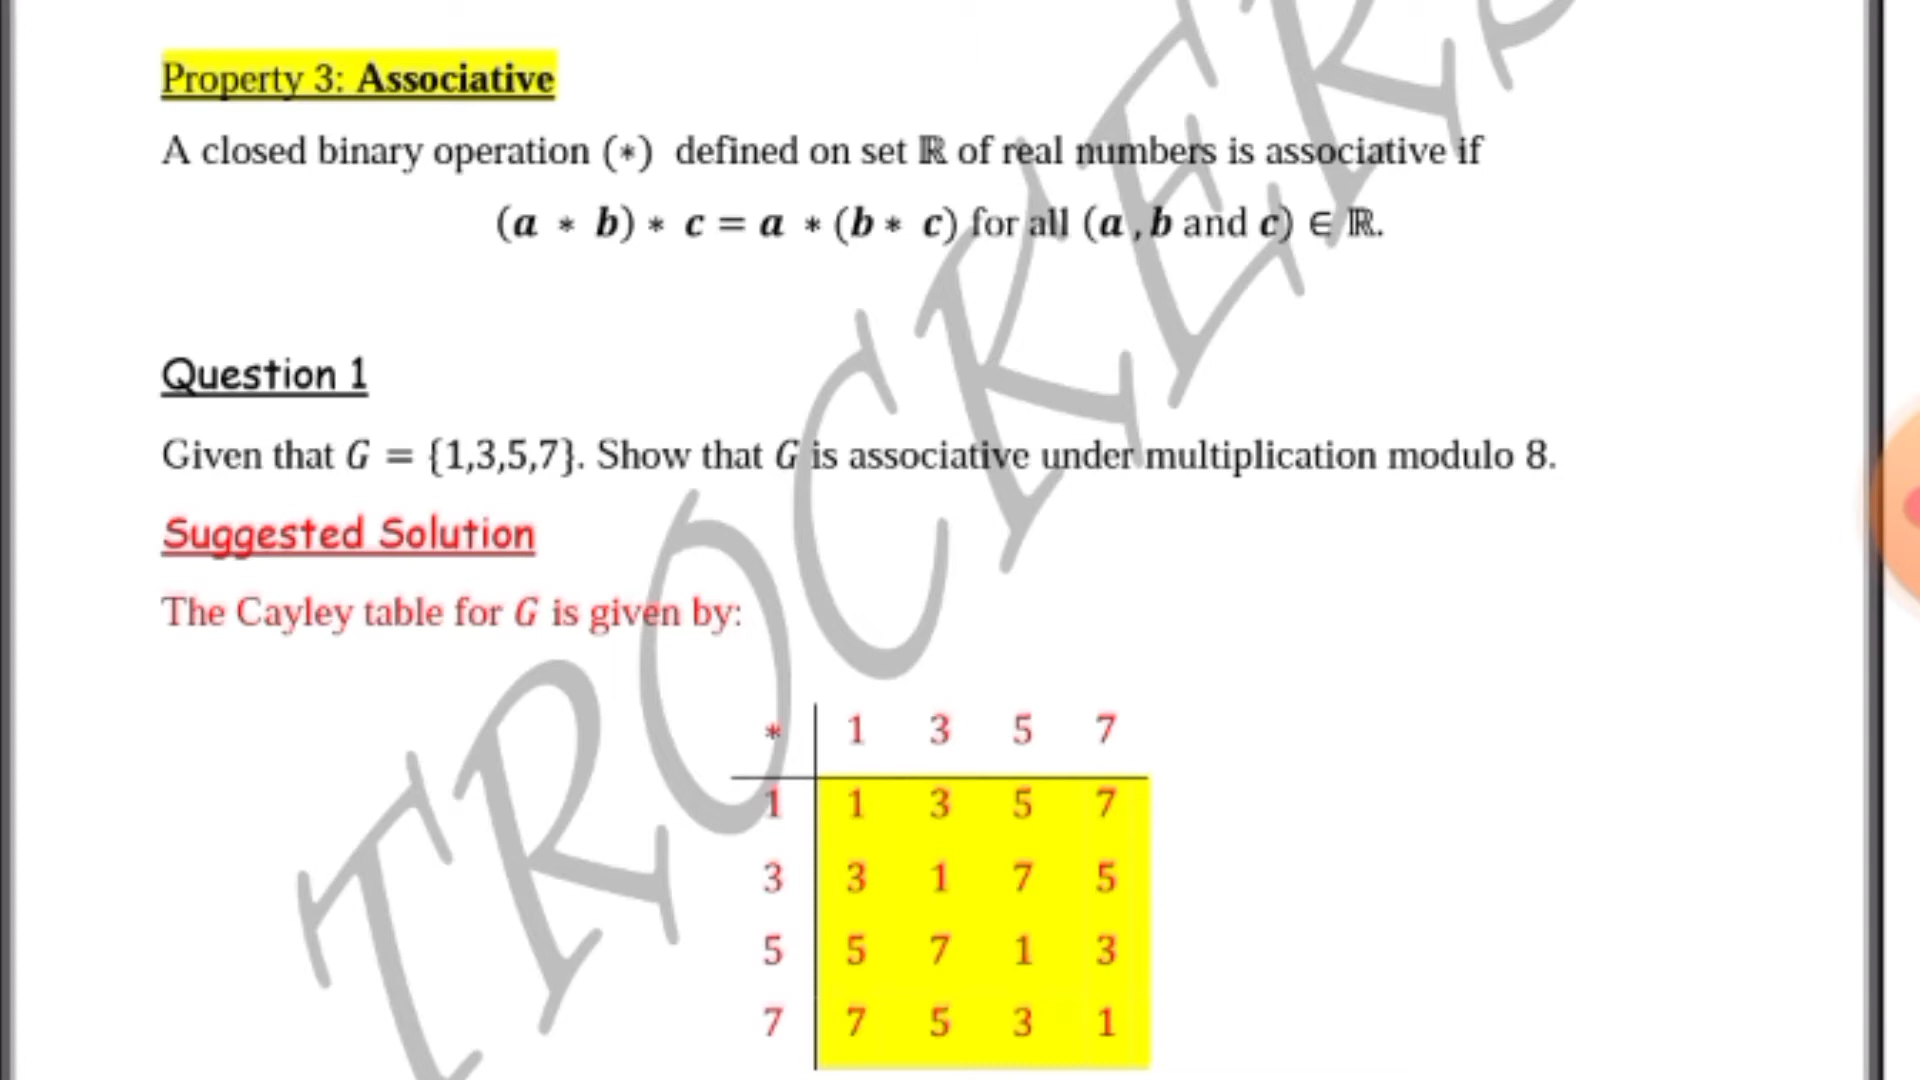 Property 3: Associative
A closed binary operation (∗) defined on set ℝ of real numbers is associative if
(a ∗ b) ∗ c = a ∗ (b ∗ c) for all (a , b and c) ∈ ℝ.
Question 1
Given that G = {1,3,5,7}. Show that G is associative under multiplication modulo 8.
Suggested Solution
The Cayley table for G is given by:
∗ 1 3 5 7
1 1 3 5 7
3 3 1 7 5
5 5 7 1 3
7 7 5 3 1
TROCKERS